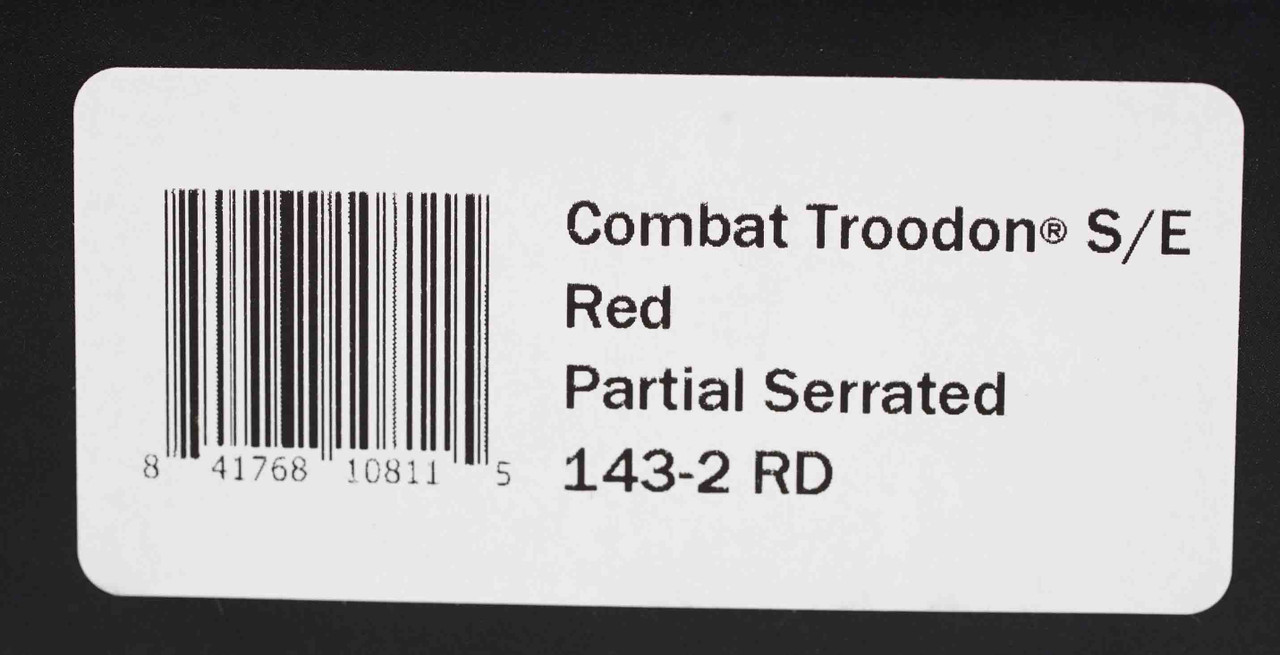 Combat Troodon® S/E
Red
Partial Serrated
143-2 RD
8 41768 10811 5